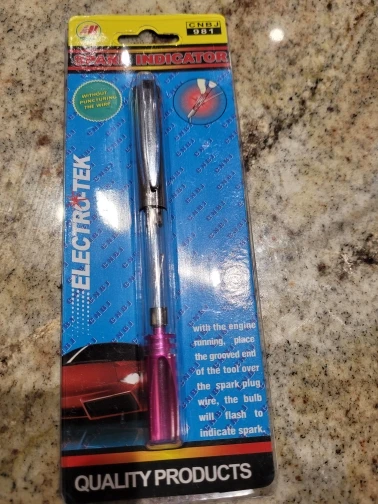 CNBJ
981
SPARK INDICATOR
WITHOUT
PUNCTURING
THE WIRE
ELECTRO-TEK
with the engine
running, place
the grooved end
of the tool over
the spark plug
wire, the bulb
will flash to
indicate spark.
QUALITY PRODUCTS